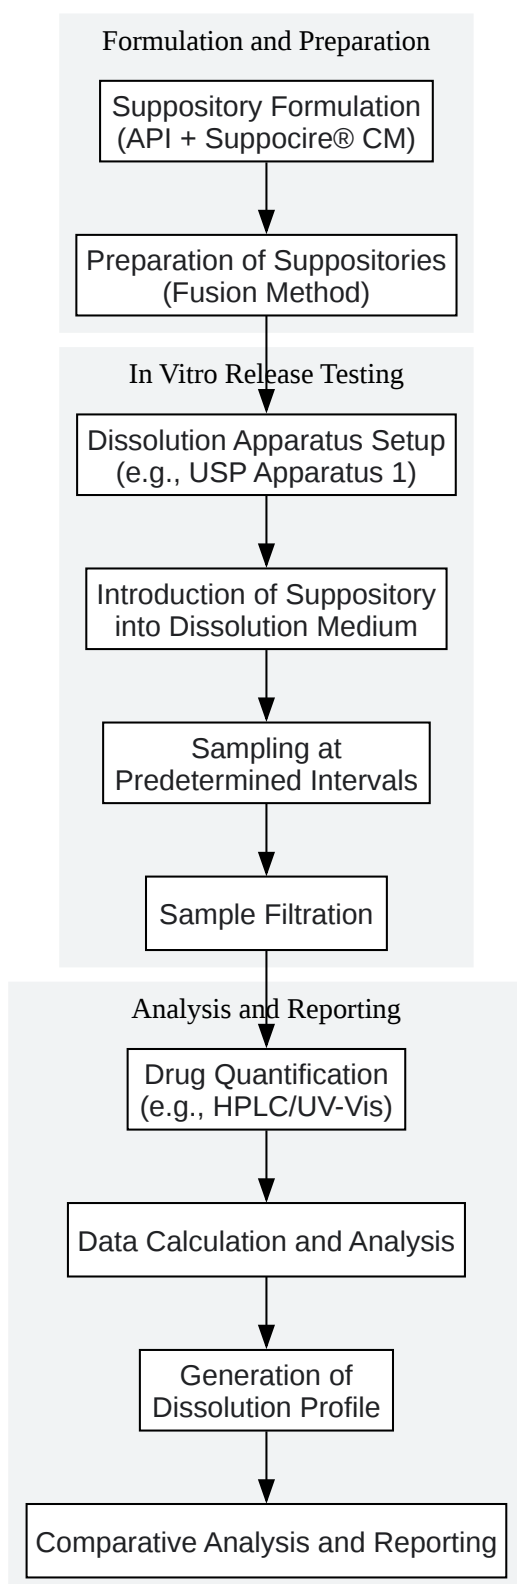 Formulation and Preparation
Suppository Formulation
(API + Suppocire® CM)
Preparation of Suppositories
(Fusion Method)
In Vitro Release Testing
Dissolution Apparatus Setup
(e.g., USP Apparatus 1)
Introduction of Suppository
into Dissolution Medium
Sampling at
Predetermined Intervals
Sample Filtration
Analysis and Reporting
Drug Quantification
(e.g., HPLC/UV-Vis)
Data Calculation and Analysis
Generation of
Dissolution Profile
Comparative Analysis and Reporting